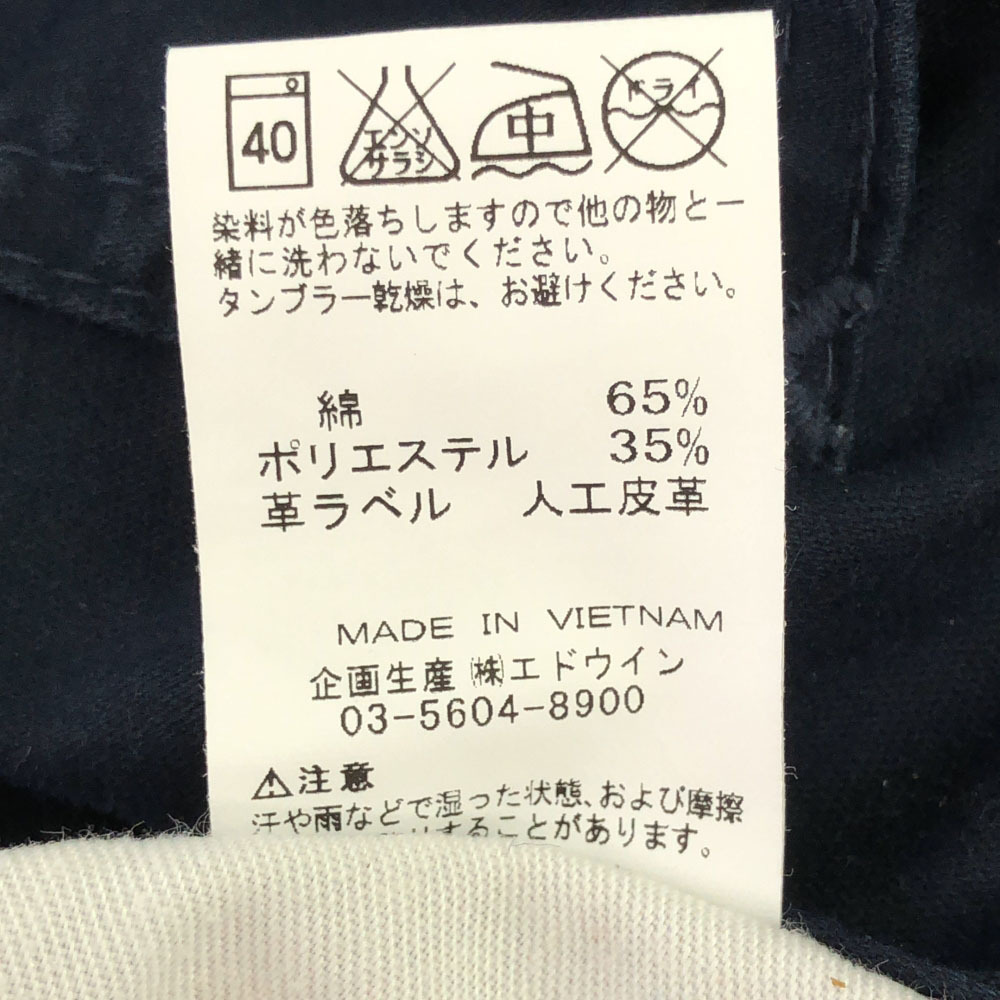 40 エンソ 中 ドライ
サラシ
染料が色落ちしますので他の物と一
緒に洗わないでください。
タンブラー乾燥は、お避けください。
綿 65%
ポリエステル 35%
革ラベル 人工皮革
MADE IN VIETNAM
企画生産 ㈱エドウイン
03-5604-8900
⚠注意
汗や雨などで湿った状態、および摩擦
することがあります。